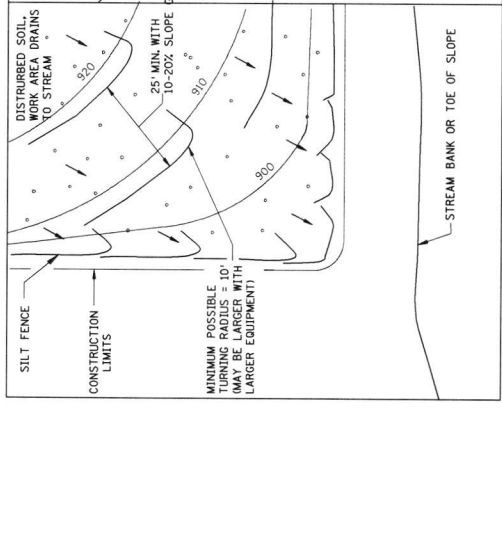 DISTRURBED SOIL,
WORK AREA DRAINS
TO STREAM
920
25' MIN. WITH
10-20% SLOPE
910
900
SILT FENCE
CONSTRUCTION
LIMITS
MINIMUM POSSIBLE
TURNING RADIUS = 10'
(MAY BE LARGER WITH
LARGER EQUIPMENT)
STREAM BANK OR TOE OF SLOPE